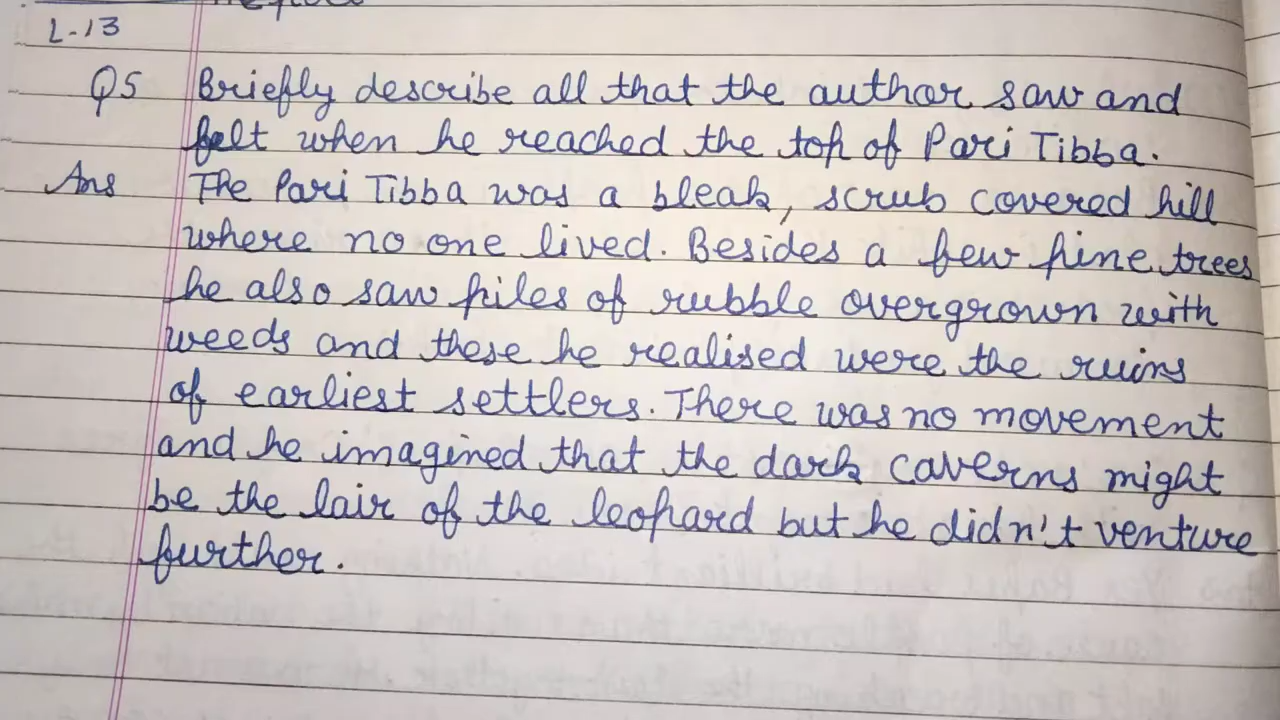 L-13
Q5 Briefly describe all that the author saw and
felt when he reached the top of Pari Tibba.
Ans The Pari Tibba was a bleak, scrub covered hill
where no one lived. Besides a few pine trees
he also saw piles of rubble overgrown with
weeds and these he realised were the ruins
of earliest settlers. There was no movement
and he imagined that the dark caverns might
be the lair of the leopard but he didn't venture
further.